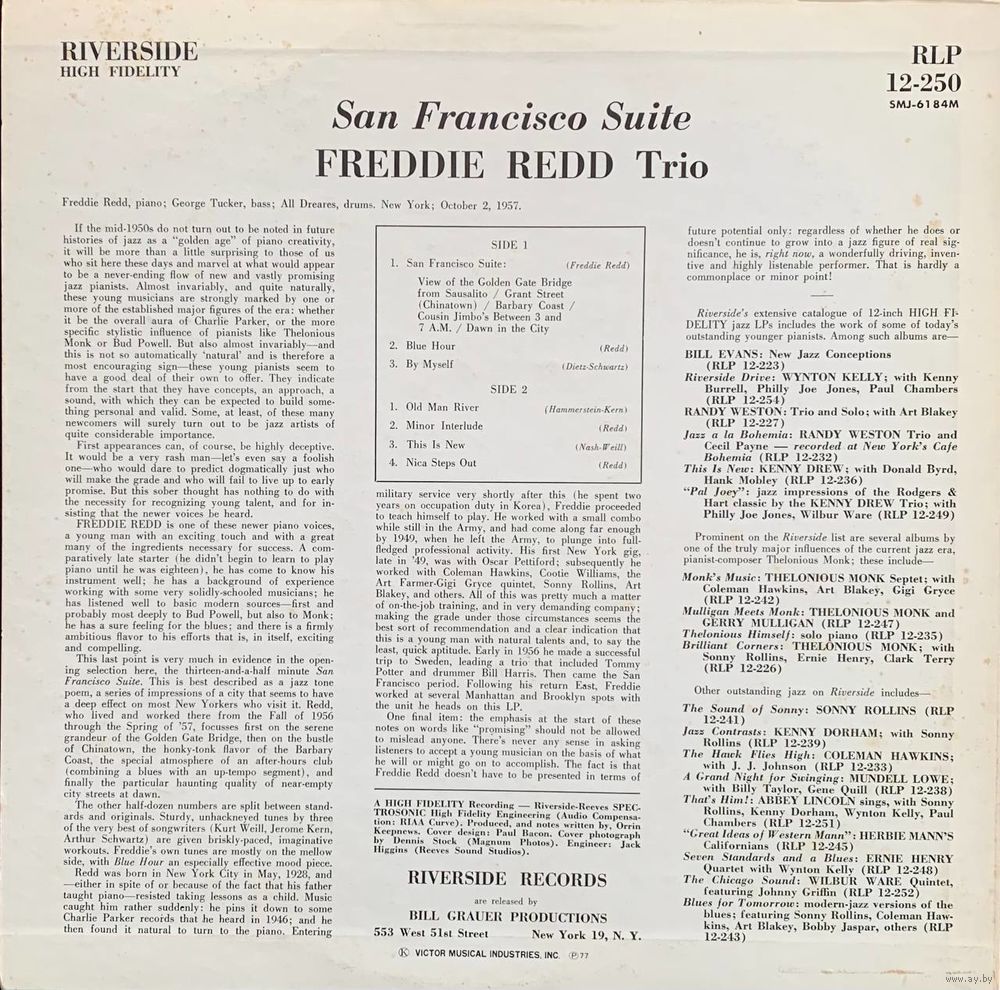 RIVERSIDE
HIGH FIDELITY
RLP
12-250
SMJ-6184M
San Francisco Suite
FREDDIE REDD Trio
Freddie Redd, piano; George Tucker, bass; All Dreares, drums. New York; October 2, 1957.
If the mid-1950s do not turn out to be noted in future
histories of jazz as a "golden age" of piano creativity,
it will be more than a little surprising to those of us
who sit here these days and marvel at what would appear
to be a never-ending flow of new and vastly promising
jazz pianists. Almost invariably, and quite naturally,
these young musicians are strongly marked by one or
more of the established major figures of the era: whether
it be the overall aura of Charlie Parker, or the more
specific stylistic influence of pianists like Thelonious
Monk or Bud Powell. But also almost invariably—and
this is not so automatically 'natural' and is therefore a
most encouraging sign—these young pianists seem to
have a good deal of their own to offer. They indicate
from the start that they have concepts, an approach, a
sound, with which they can be expected to build some-
thing personal and valid. Some, at least, of these many
newcomers will surely turn out to be jazz artists of
quite considerable importance.
First appearances can, of course, be highly deceptive.
It would be a very rash man—let's even say a foolish
one—who would dare to predict dogmatically just who
will make the grade and who will fail to live up to early
promise. But this sober thought has nothing to do with
the necessity for recognizing young talent, and for in-
sisting that the newer voices be heard.
FREDDIE REDD is one of these newer piano voices,
a young man with an exciting touch and with a great
many of the ingredients necessary for success. A com-
paratively late starter (he didn't begin to learn to play
piano until he was eighteen), he has come to know his
instrument well; he has a background of experience
working with some very solidly-schooled musicians; he
has listened well to basic modern sources—first and
probably most deeply to Bud Powell, but also to Monk;
he has a sure feeling for the blues; and there is a firmly
ambitious flavor to his efforts that is, in itself, exciting
and compelling.
This last point is very much in evidence in the open-
ing selection here, the thirteen-and-a-half minute San
Francisco Suite. This is best described as a jazz tone
poem, a series of impressions of a city that seems to have
a deep effect on most New Yorkers who visit it. Redd,
who lived and worked there from the Fall of 1956
through the Spring of '57, focusses first on the serene
grandeur of the Golden Gate Bridge, then on the bustle
of Chinatown, the honky-tonk flavor of the Barbary
Coast, the special atmosphere of an after-hours club
(combining a blues with an up-tempo segment), and
finally the particular haunting quality of near-empty
city streets at dawn.
The other half-dozen numbers are split between stand-
ards and originals. Sturdy, unhackneyed tunes by three
of the very best of songwriters (Kurt Weill, Jerome Kern,
Arthur Schwartz) are given briskly-paced, imaginative
workouts. Freddie's own tunes are mostly on the mellow
side, with Blue Hour an especially effective mood piece.
Redd was born in New York City in May, 1928, and
—either in spite of or because of the fact that his father
taught piano—resisted taking lessons as a child. Music
caught him rather suddenly: he pins it down to some
Charlie Parker records that he heard in 1946; and he
then found it natural to turn to the piano. Entering
SIDE 1
1. San Francisco Suite: (Freddie Redd)
View of the Golden Gate Bridge
from Sausalito / Grant Street
(Chinatown) / Barbary Coast /
Cousin Jimbo's Between 3 and
7 A.M. / Dawn in the City
2. Blue Hour (Redd)
3. By Myself (Dietz-Schwartz)
SIDE 2
1. Old Man River (Hammerstein-Kern)
2. Minor Interlude (Redd)
3. This Is New (Nash-Weill)
4. Nica Steps Out (Redd)
military service very shortly after this (he spent two
years on occupation duty in Korea), Freddie proceeded
to teach himself to play. He worked with a small combo
while still in the Army, and had come along far enough
by 1949, when he left the Army, to plunge into full-
fledged professional activity. His first New York gig,
late in '49, was with Oscar Pettiford; subsequently he
worked with Coleman Hawkins, Cootie Williams, the
Art Farmer-Gigi Gryce quintet, Sonny Rollins, Art
Blakey, and others. All of this was pretty much a matter
of on-the-job training, and in very demanding company;
making the grade under those circumstances seems the
best sort of recommendation and a clear indication that
this is a young man with natural talents and, to say the
least, quick aptitude. Early in 1956 he made a successful
trip to Sweden, leading a trio that included Tommy
Potter and drummer Bill Harris. Then came the San
Francisco period. Following his return East, Freddie
worked at several Manhattan and Brooklyn spots with
the unit he heads on this LP.
One final item: the emphasis at the start of these
notes on words like "promising" should not be allowed
to mislead anyone. There's never any sense in asking
listeners to accept a young musician on the basis of what
he will or might go on to accomplish. The fact is that
Freddie Redd doesn't have to be presented in terms of
A HIGH FIDELITY Recording — Riverside-Reeves SPEC-
TROSONIC High Fidelity Engineering (Audio Compensa-
tion: RIAA Curve). Produced, and notes written by, Orrin
Keepnews. Cover design: Paul Bacon. Cover photograph
by Dennis Stock (Magnum Photos). Engineer: Jack
Higgins (Reeves Sound Studios).
RIVERSIDE RECORDS
are released by
BILL GRAUER PRODUCTIONS
553 West 51st Street New York 19, N. Y.
Ⓚ VICTOR MUSICAL INDUSTRIES, INC. Ⓟ77
future potential only: regardless of whether he does or
doesn't continue to grow into a jazz figure of real sig-
nificance, he is, right now, a wonderfully driving, inven-
tive and highly listenable performer. That is hardly a
commonplace or minor point!
Riverside's extensive catalogue of 12-inch HIGH FI-
DELITY jazz LPs includes the work of some of today's
outstanding younger pianists. Among such albums are—
BILL EVANS: New Jazz Conceptions
(RLP 12-223)
Riverside Drive: WYNTON KELLY; with Kenny
Burrell, Philly Joe Jones, Paul Chambers
(RLP 12-254)
RANDY WESTON: Trio and Solo; with Art Blakey
(RLP 12-227)
Jazz a la Bohemia: RANDY WESTON Trio and
Cecil Payne — recorded at New York's Cafe
Bohemia (RLP 12-232)
This Is New: KENNY DREW; with Donald Byrd,
Hank Mobley (RLP 12-236)
"Pal Joey": jazz impressions of the Rodgers &
Hart classic by the KENNY DREW Trio; with
Philly Joe Jones, Wilbur Ware (RLP 12-249)
Prominent on the Riverside list are several albums by
one of the truly major influences of the current jazz era,
pianist-composer Thelonious Monk; these include—
Monk's Music: THELONIOUS MONK Septet; with
Coleman Hawkins, Art Blakey, Gigi Gryce
(RLP 12-242)
Mulligan Meets Monk: THELONIOUS MONK and
GERRY MULLIGAN (RLP 12-247)
Thelonious Himself: solo piano (RLP 12-235)
Brilliant Corners: THELONIOUS MONK; with
Sonny Rollins, Ernie Henry, Clark Terry
(RLP 12-226)
Other outstanding jazz on Riverside includes—
The Sound of Sonny: SONNY ROLLINS (RLP
12-241)
Jazz Contrasts: KENNY DORHAM; with Sonny
Rollins (RLP 12-239)
The Hawk Flies High: COLEMAN HAWKINS;
with J. J. Johnson (RLP 12-233)
A Grand Night for Swinging: MUNDELL LOWE;
with Billy Taylor, Gene Quill (RLP 12-238)
That's Him!: ABBEY LINCOLN sings, with Sonny
Rollins, Kenny Dorham, Wynton Kelly, Paul
Chambers (RLP 12-251)
"Great Ideas of Western Mann": HERBIE MANN'S
Californians (RLP 12-245)
Seven Standards and a Blues: ERNIE HENRY
Quartet with Wynton Kelly (RLP 12-248)
The Chicago Sound: WILBUR WARE Quintet,
featuring Johnny Griffin (RLP 12-252)
Blues for Tomorrow: modern-jazz versions of the
blues; featuring Sonny Rollins, Coleman Haw-
kins, Art Blakey, Bobby Jaspar, others (RLP
12-243)
www.ay.by